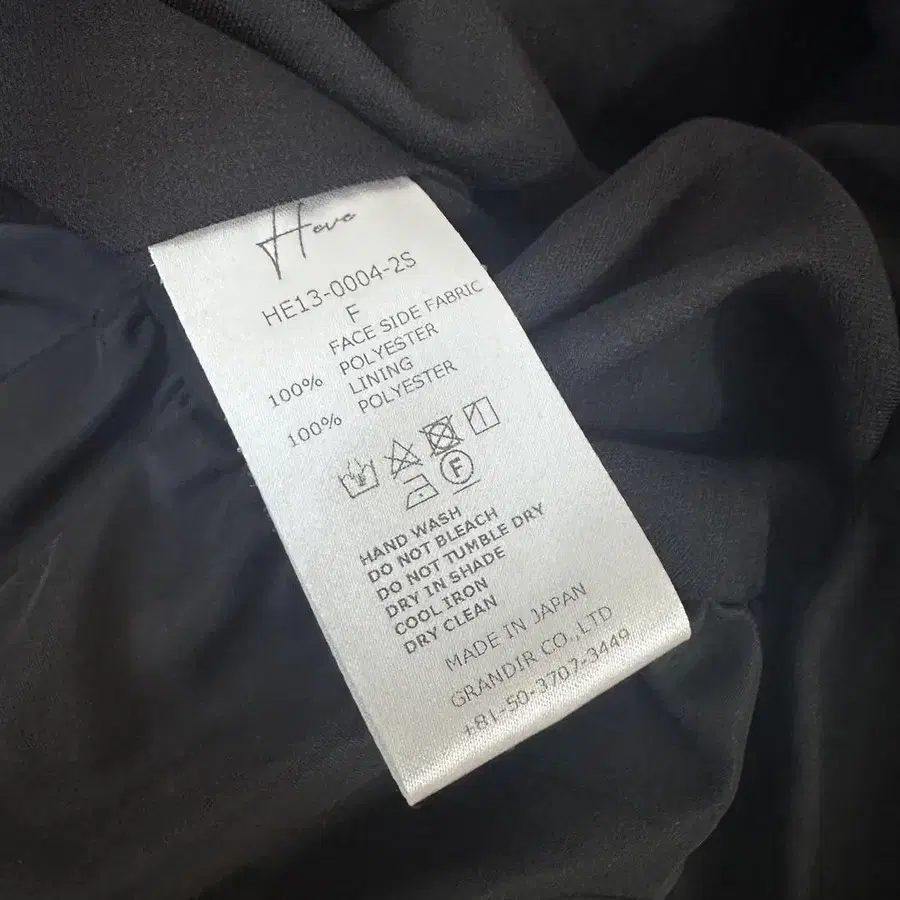 Heve
HE13-0004-2S
F
FACE SIDE FABRIC
100% POLYESTER
LINING
100% POLYESTER
F
HAND WASH
DO NOT BLEACH
DO NOT TUMBLE DRY
DRY IN SHADE
COOL IRON
DRY CLEAN
MADE IN JAPAN
GRANDIR CO.,LTD
+81-50-3707-3449